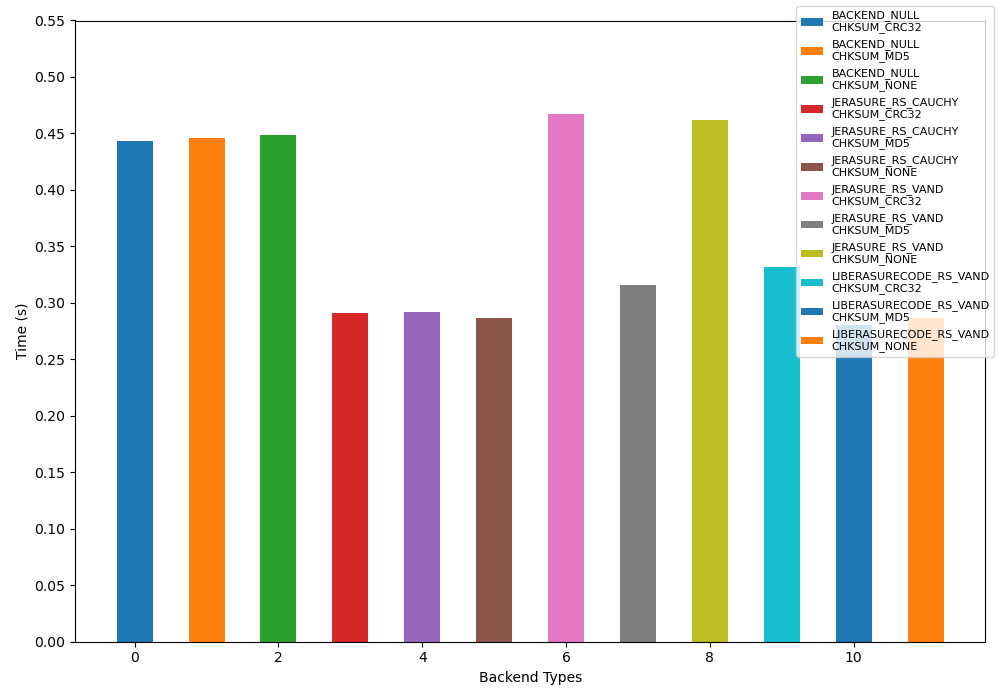 0.55
0.50
0.45
0.40
0.35
0.30
0.25
0.20
0.15
0.10
0.05
0.00
Time (s)
0 2 4 6 8 10
Backend Types
BACKEND_NULL
CHKSUM_CRC32
BACKEND_NULL
CHKSUM_MD5
BACKEND_NULL
CHKSUM_NONE
JERASURE_RS_CAUCHY
CHKSUM_CRC32
JERASURE_RS_CAUCHY
CHKSUM_MD5
JERASURE_RS_CAUCHY
CHKSUM_NONE
JERASURE_RS_VAND
CHKSUM_CRC32
JERASURE_RS_VAND
CHKSUM_MD5
JERASURE_RS_VAND
CHKSUM_NONE
LIBERASURECODE_RS_VAND
CHKSUM_CRC32
LIBERASURECODE_RS_VAND
CHKSUM_MD5
LIBERASURECODE_RS_VAND
CHKSUM_NONE